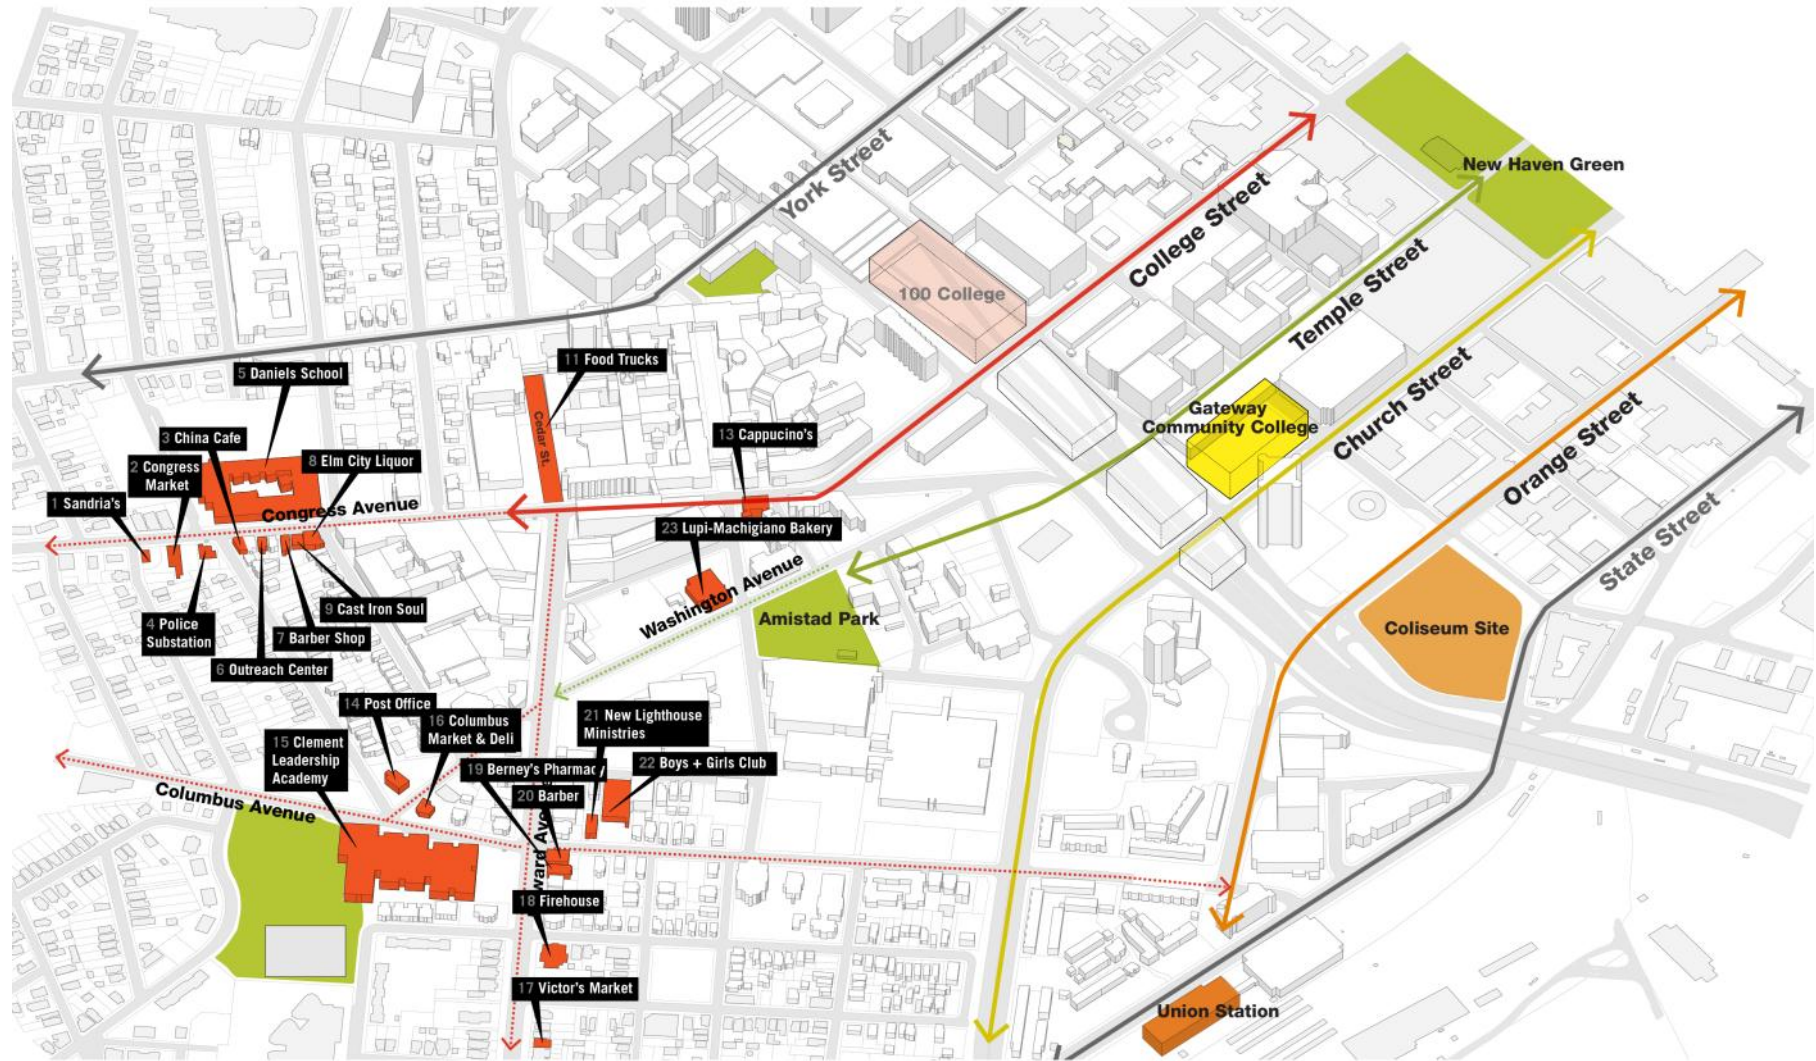 York Street
College Street
New Haven Green
Temple Street
100 College
Church Street
Gateway
Community College
Orange Street
State Street
5 Daniels School
11 Food Trucks
Cedar St.
3 China Cafe
13 Cappucino's
8 Elm City Liquor
2 Congress
Market
1 Sandria's
Congress Avenue
23 Lupi-Machigiano Bakery
Washington Avenue
9 Cast Iron Soul
4 Police
Substation
7 Barber Shop
6 Outreach Center
Amistad Park
Coliseum Site
14 Post Office
16 Columbus
Market & Deli
21 New Lighthouse
Ministries
15 Clement
Leadership
Academy
19 Berney's Pharmacy
22 Boys + Girls Club
Columbus Avenue
20 Barber
ward Ave
18 Firehouse
17 Victor's Market
Union Station